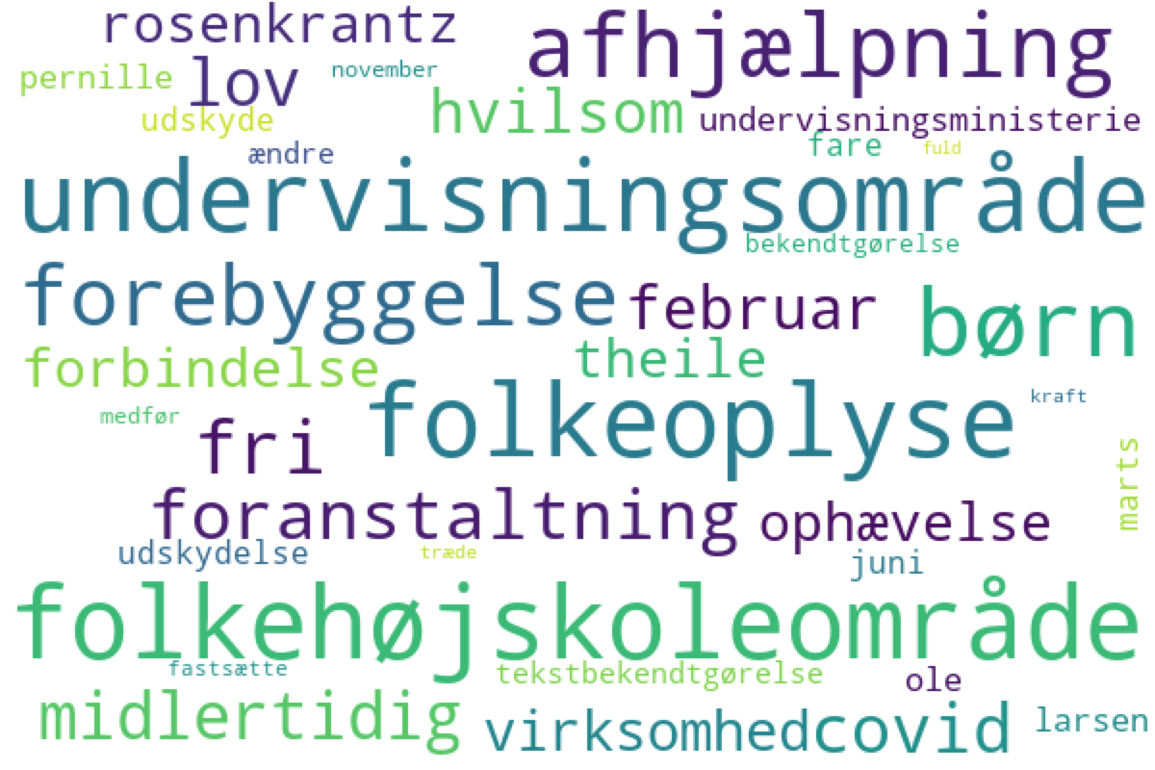 rosenkrantz afhjælpning
pernille lov november
udskyde hvilsom undervisningsministerie
ændre fare fuld
undervisningsområde
bekendtgørelse
forebyggelse februar børn
forbindelse theile
medfør fri folkeoplyse kraft
marts
foranstaltning ophævelse
udskydelse træde juni
folkehøjskoleområde
fastsætte tekstbekendtgørelse ole
midlertidig virksomhed covid larsen